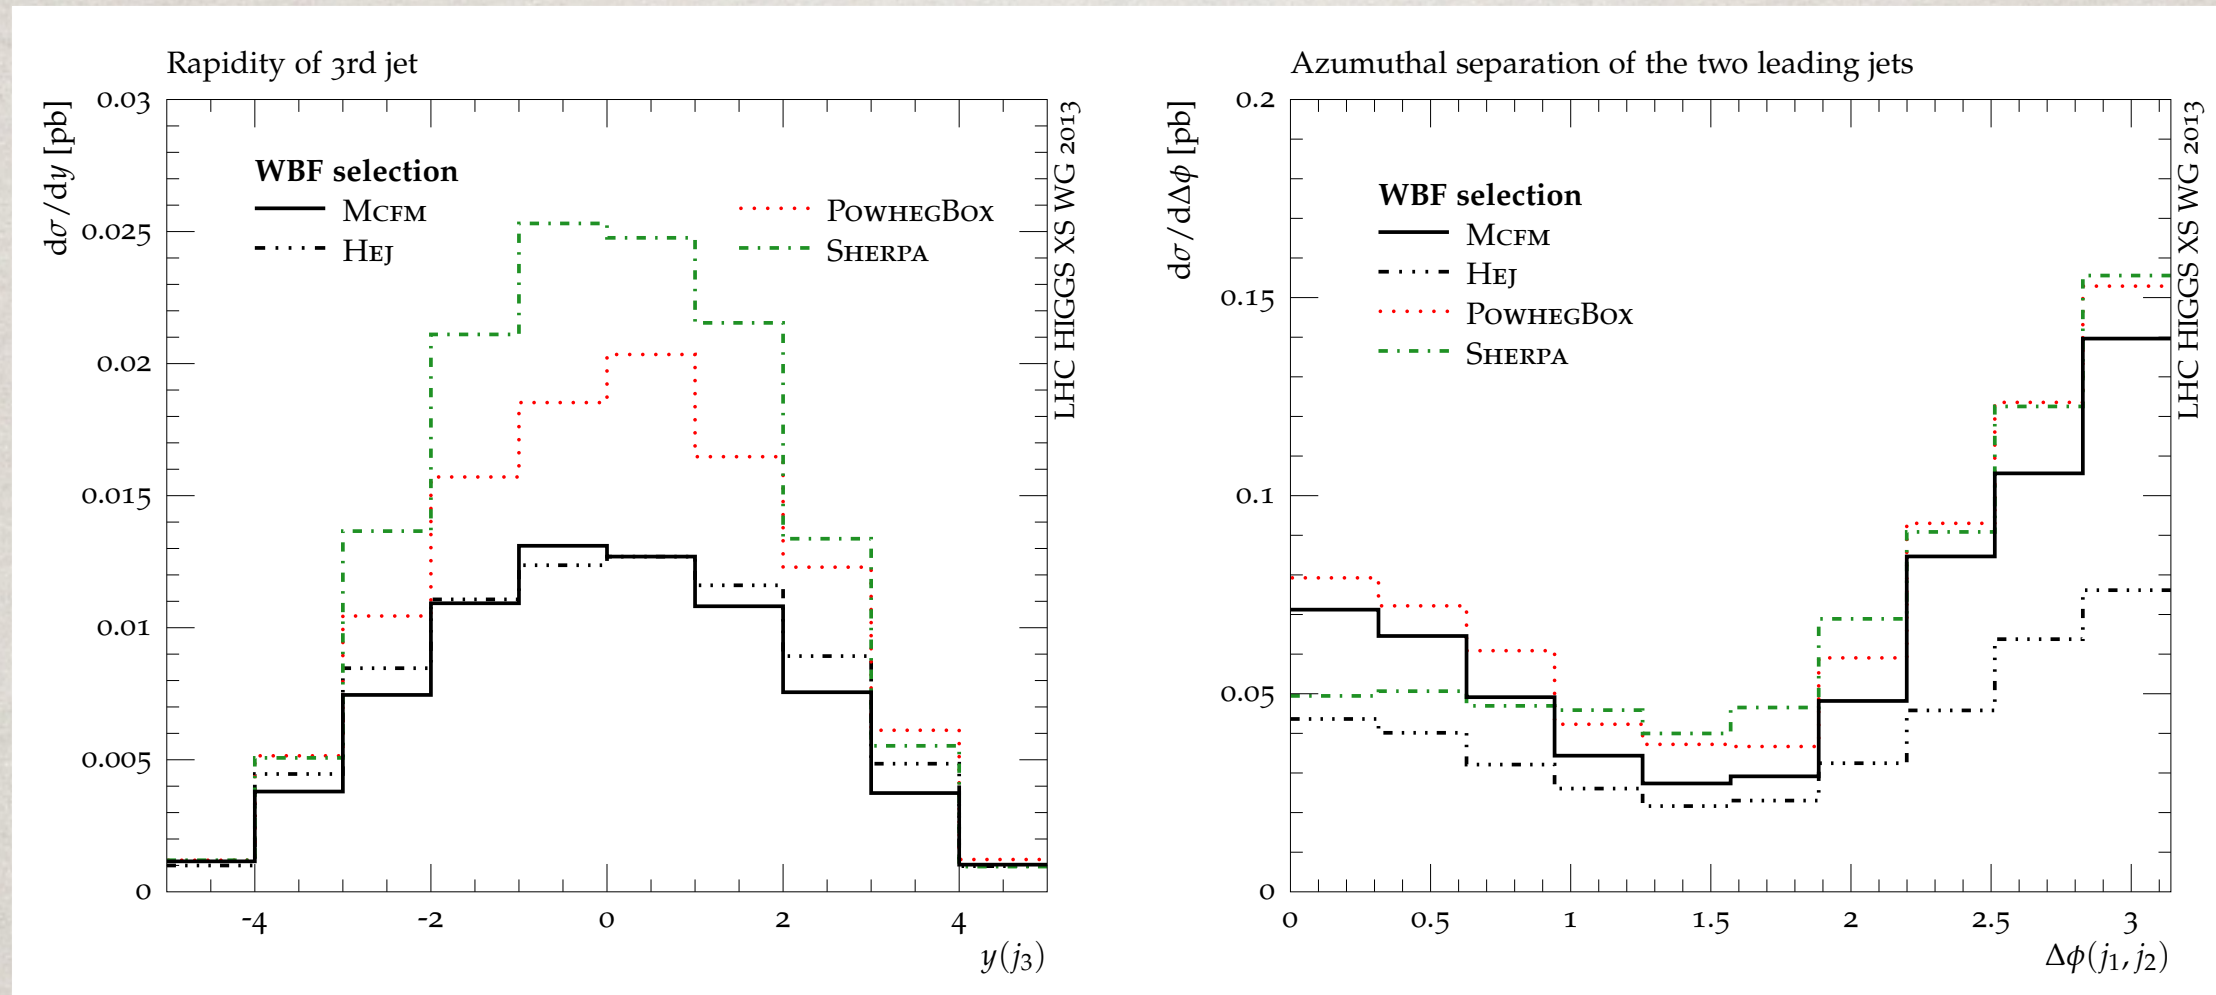 Rapidity of 3rd jet
dσ/dy [pb]
0.03
0.025
0.02
0.015
0.01
0.005
0
WBF selection
MCFM
HEJ
POWHEGBOX
SHERPA
-4 -2 0 2 4
y(j3)
LHC HIGGS XS WG 2013
Azumuthal separation of the two leading jets
dσ/dΔϕ [pb]
0.2
0.15
0.1
0.05
0
WBF selection
MCFM
HEJ
POWHEGBOX
SHERPA
0 0.5 1 1.5 2 2.5 3
Δϕ(j1, j2)
LHC HIGGS XS WG 2013